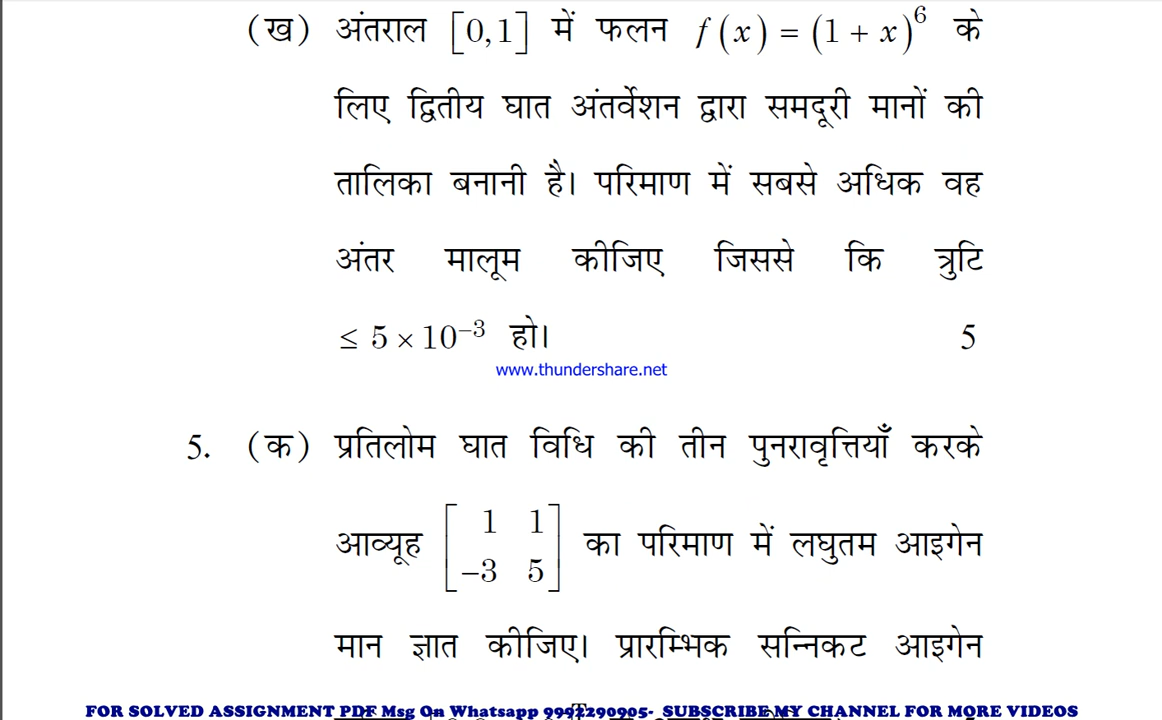 (ख) अंतराल [0,1] में फलन f(x) = (1 + x)⁶ के
लिए द्वितीय घात अंतर्वेशन द्वारा समदूरी मानों की
तालिका बनानी है। परिमाण में सबसे अधिक वह
अंतर मालूम कीजिए जिससे कि त्रुटि
≤ 5 × 10⁻³ हो। 5
www.thundershare.net
5. (क) प्रतिलोम घात विधि की तीन पुनरावृत्तियाँ करके
आव्यूह [1 1 -3 5] का परिमाण में लघुतम आइगेन
मान ज्ञात कीजिए। प्रारम्भिक सन्निकट आइगेन
FOR SOLVED ASSIGNMENT PDF Msg On Whatsapp 9992290905- SUBSCRIBE MY CHANNEL FOR MORE VIDEOS